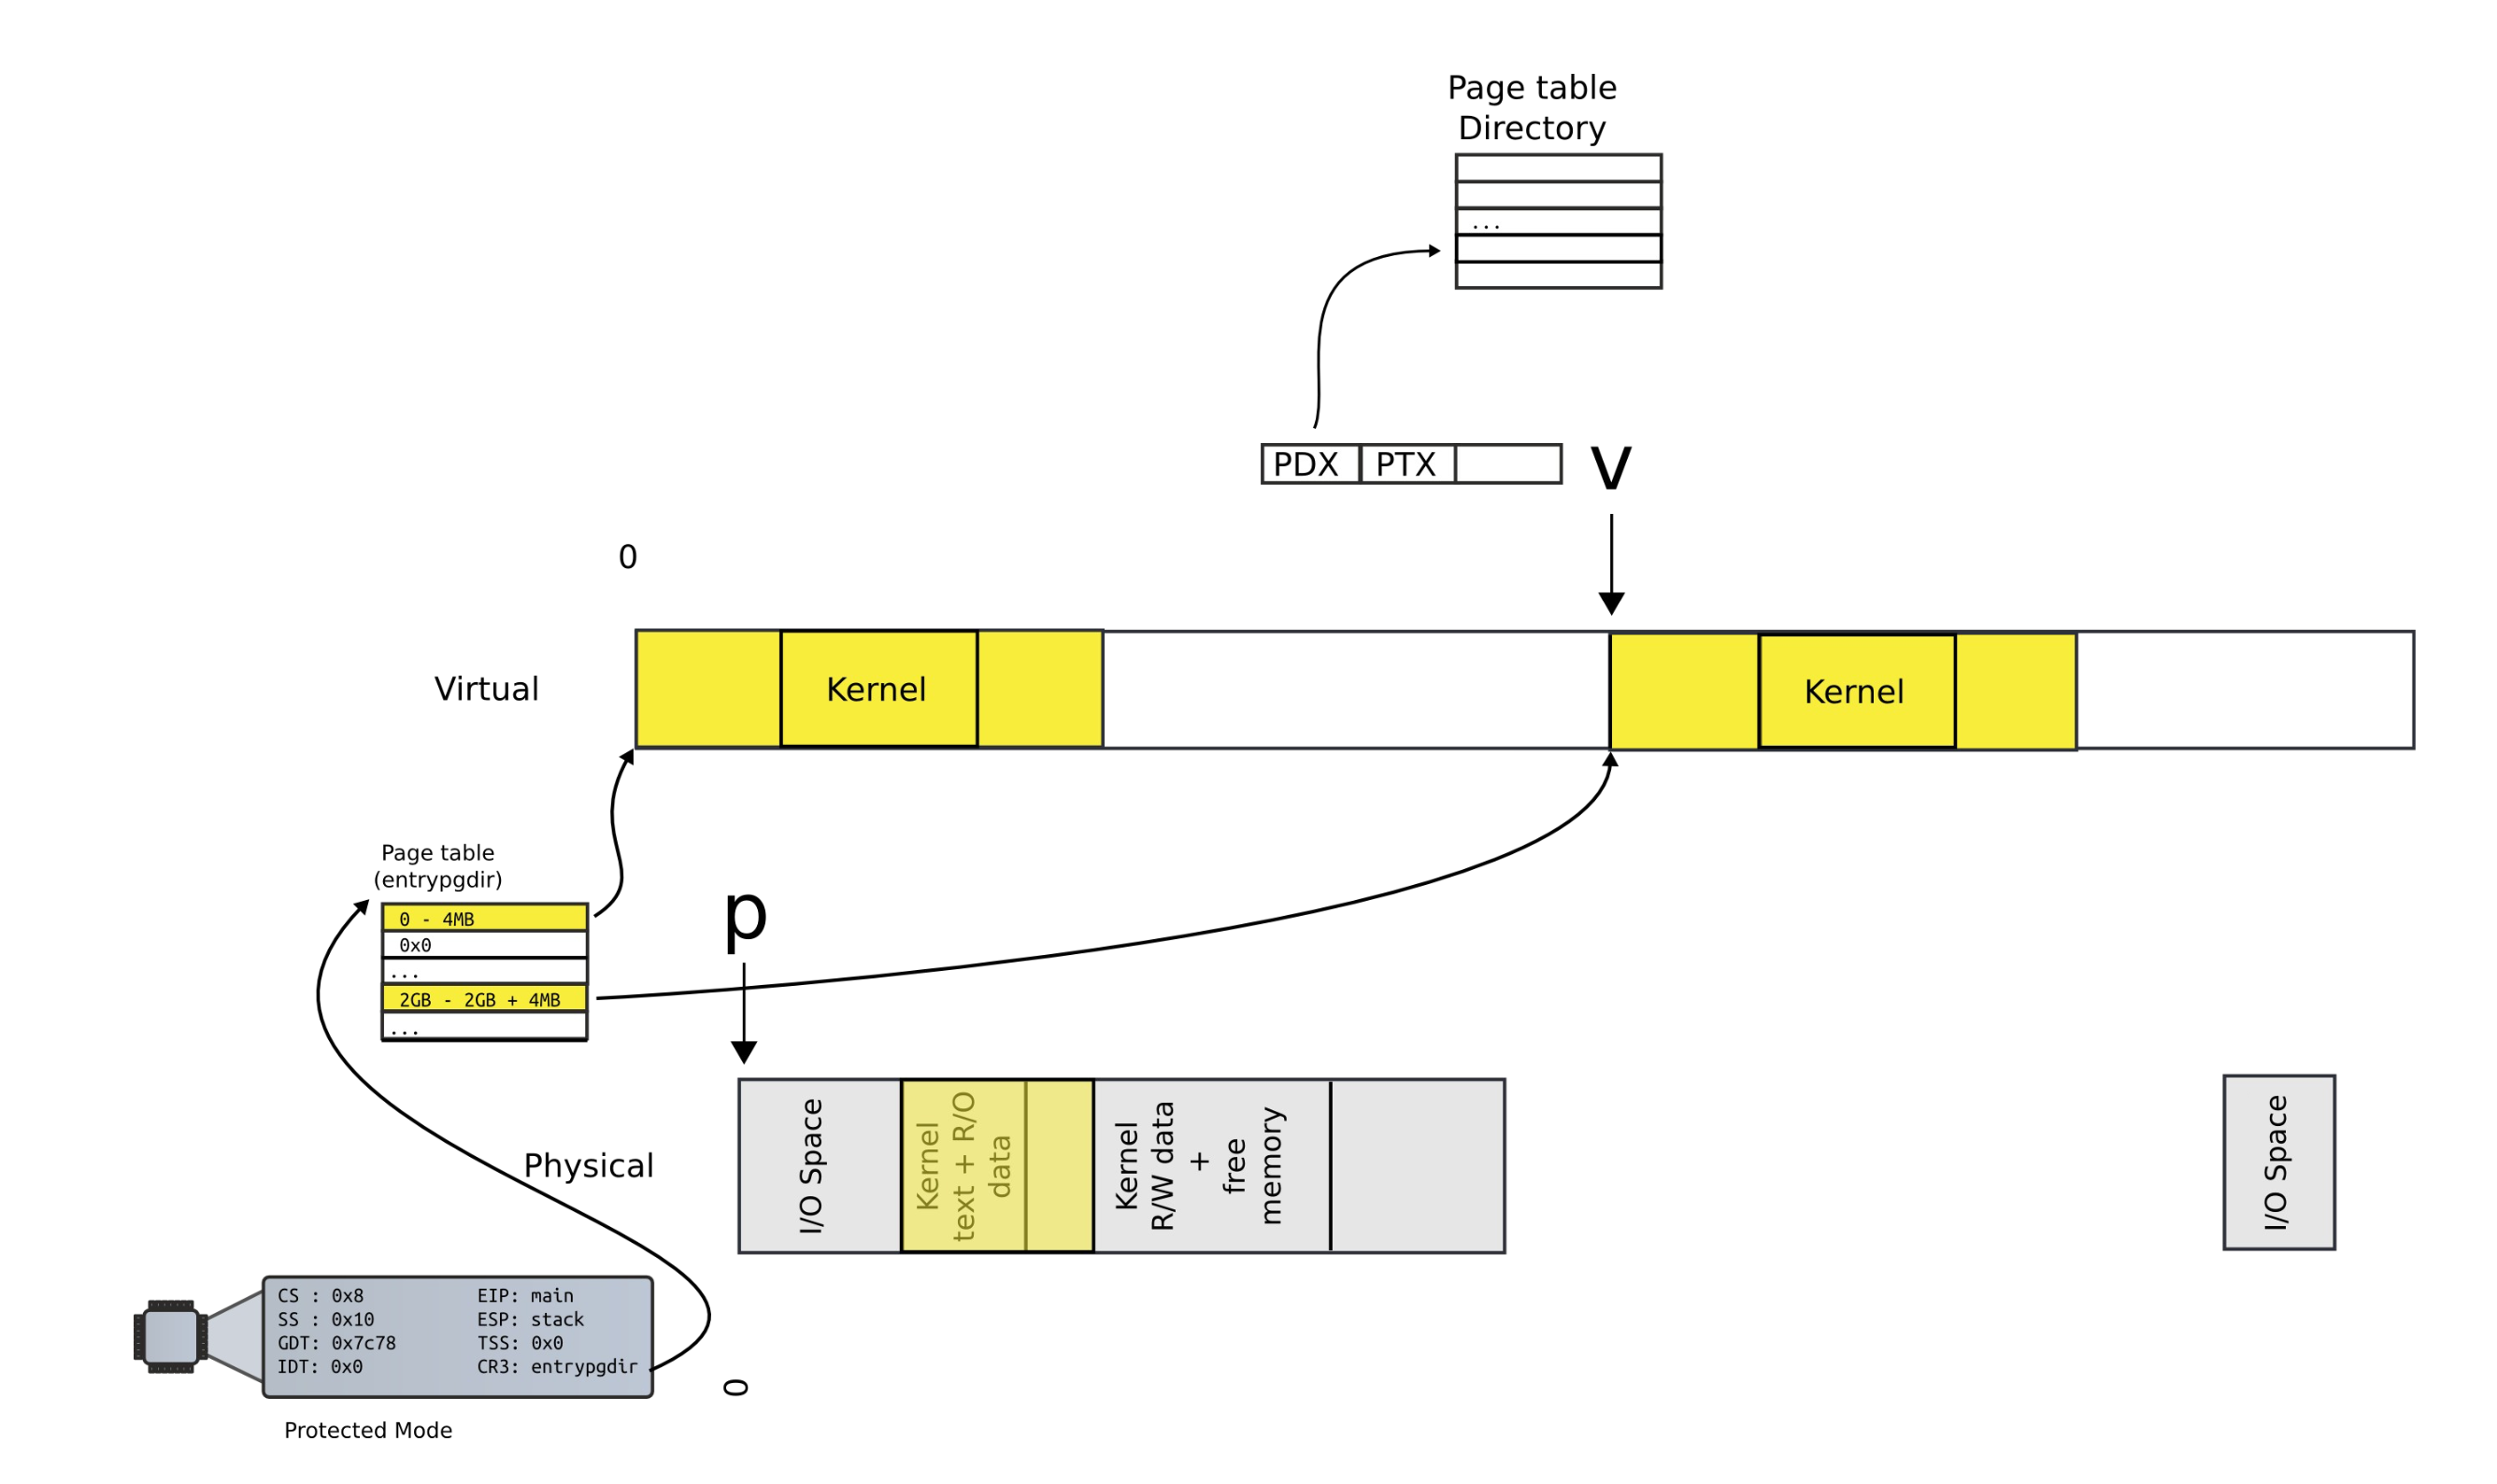 Page table
Directory
...
PDX
PTX
v
0
Virtual
Kernel
Kernel
Page table
(entrypgdir)
0 - 4MB
0x0
...
2GB - 2GB + 4MB
...
p
Physical
I/O Space
Kernel
text + R/O
data
Kernel
R/W data
+
free
memory
I/O Space
CS : 0x8
SS : 0x10
GDT: 0x7c78
IDT: 0x0
EIP: main
ESP: stack
TSS: 0x0
CR3: entrypgdir
0
Protected Mode